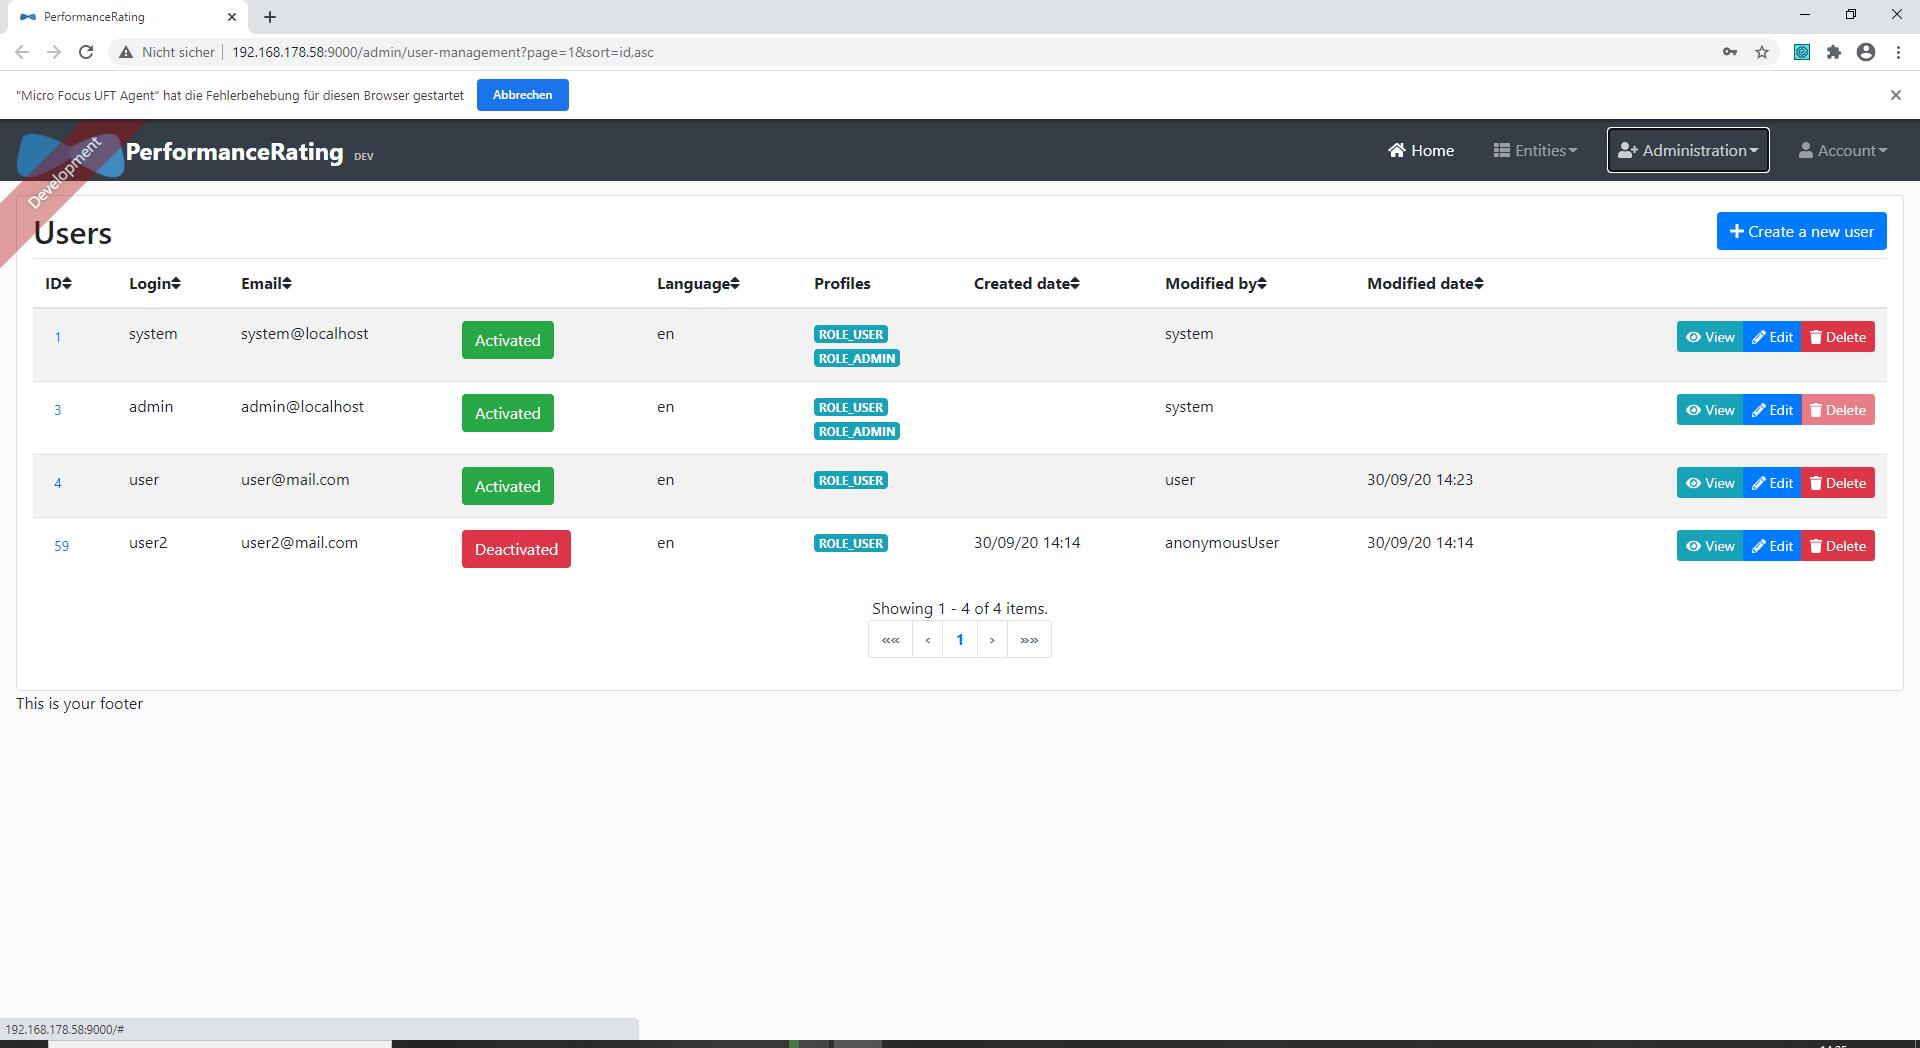 PerformanceRating
Nicht sicher 192.168.178.58:9000/admin/user-management?page=1&sort=id,asc
"Micro Focus UFT Agent" hat die Fehlerbehebung für diesen Browser gestartet Abbrechen
Development
PerformanceRating DEV Home Entities Administration Account
Users Create a new user
ID Login Email Language Profiles Created date Modified by Modified date
1 system system@localhost Activated en ROLE_USER system View Edit Delete
ROLE_ADMIN
3 admin admin@localhost Activated en ROLE_USER system View Edit Delete
ROLE_ADMIN
4 user user@mail.com Activated en ROLE_USER user 30/09/20 14:23 View Edit Delete
59 user2 user2@mail.com Deactivated en ROLE_USER 30/09/20 14:14 anonymousUser 30/09/20 14:14 View Edit Delete
Showing 1 - 4 of 4 items.
«« ‹ 1 › »»
This is your footer
192.168.178.58:9000/#